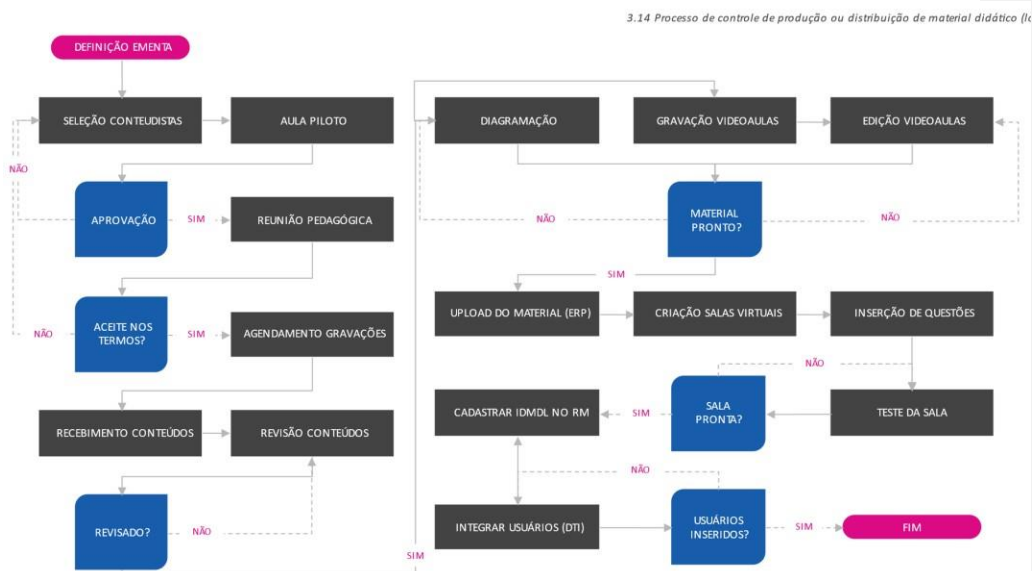 3.14 Processo de controle de produção ou distribuição de material didático
DEFINIÇÃO EMENTA
SELEÇÃO CONTEUDISTAS
AULA PILOTO
NÃO
APROVAÇÃO
SIM
REUNIÃO PEDAGÓGICA
NÃO
ACEITE NOS
TERMOS?
SIM
AGENDAMENTO GRAVAÇÕES
RECEBIMENTO CONTEÚDOS
REVISÃO CONTEÚDOS
REVISADO?
NÃO
SIM
DIAGRAMAÇÃO
GRAVAÇÃO VIDEOAULAS
EDIÇÃO VIDEOAULAS
NÃO
MATERIAL
PRONTO?
NÃO
SIM
UPLOAD DO MATERIAL (ERP)
CRIAÇÃO SALAS VIRTUAIS
INSERÇÃO DE QUESTÕES
NÃO
CADASTRAR IDMDL NO RM
SIM
SALA
PRONTA?
TESTE DA SALA
NÃO
INTEGRAR USUÁRIOS (DTI)
USUÁRIOS
INSERIDOS?
SIM
FIM